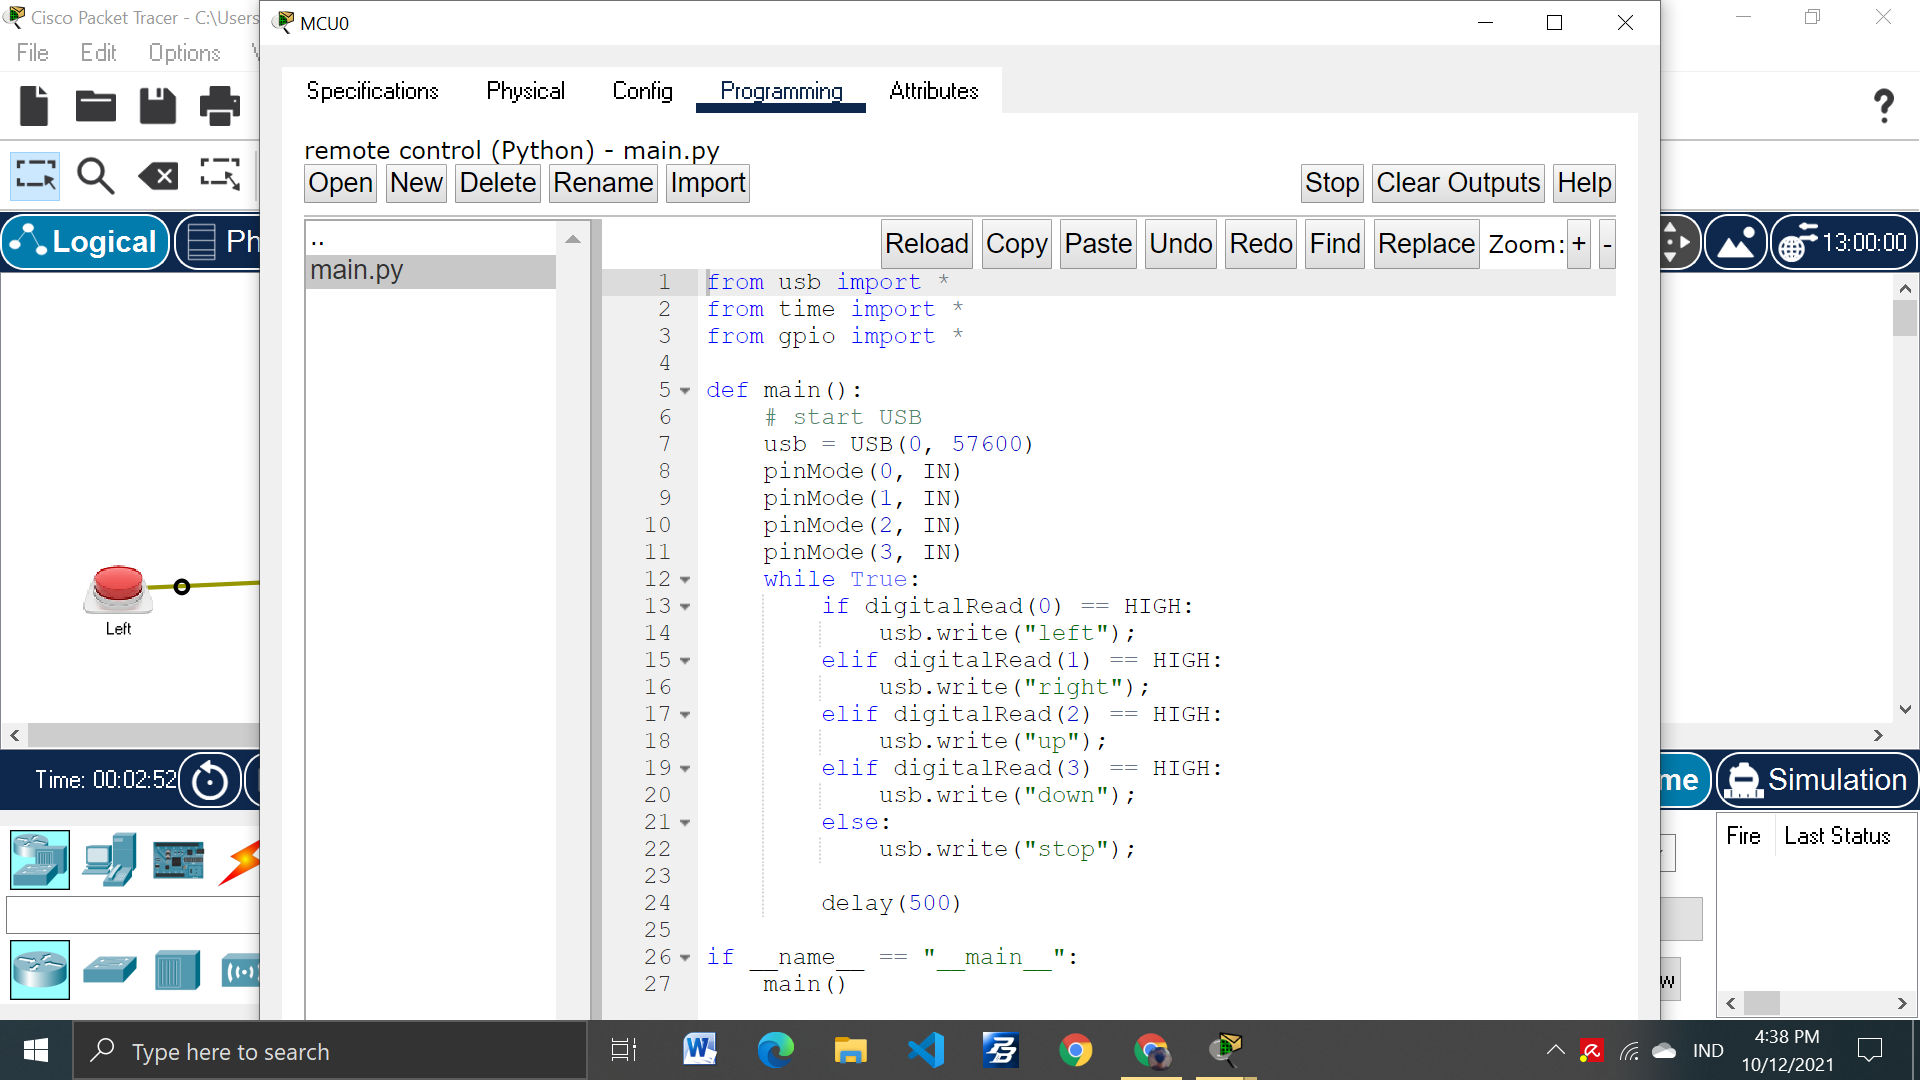 Cisco Packet Tracer - C:\Users
MCU0
File Edit Options
Specifications Physical Config Programming Attributes
remote control (Python) - main.py
Open New Delete Rename Import Stop Clear Outputs Help
Logical Ph 13:00:00
Reload Copy Paste Undo Redo Find Replace Zoom: + -
..
main.py
1 from usb import *
2 from time import *
3 from gpio import *
4
5 def main():
6 # start USB
7 usb = USB(0, 57600)
8 pinMode(0, IN)
9 pinMode(1, IN)
10 pinMode(2, IN)
11 pinMode(3, IN)
12 while True:
13 if digitalRead(0) == HIGH:
14 usb.write("left");
15 elif digitalRead(1) == HIGH:
16 usb.write("right");
17 elif digitalRead(2) == HIGH:
18 usb.write("up");
19 elif digitalRead(3) == HIGH:
20 usb.write("down");
21 else:
22 usb.write("stop");
23
24 delay(500)
25
26 if __name__ == "__main__":
27 main()
Left
Time: 00:02:52
me Simulation
Fire Last Status
w
Type here to search
IND
4:38 PM
10/12/2021